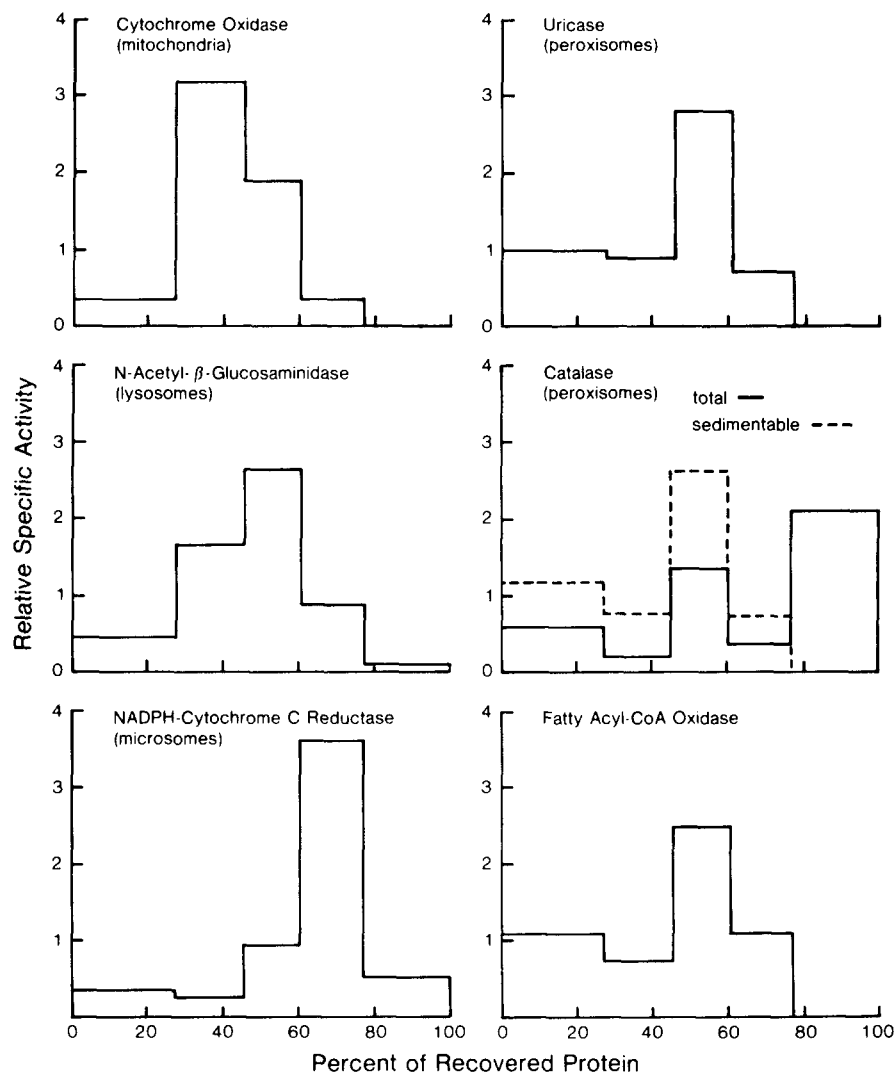 Cytochrome Oxidase
(mitochondria)
4
3
2
1
0
Uricase
(peroxisomes)
4
3
2
1
0
N-Acetyl-β-Glucosaminidase
(lysosomes)
4
3
2
1
0
Catalase
(peroxisomes)
total
sedimentable
4
3
2
1
0
NADPH-Cytochrome C Reductase
(microsomes)
4
3
2
1
0 20 40 60 80 100
Fatty Acyl-CoA Oxidase
4
3
2
1
0 20 40 60 80 100
Relative Specific Activity
Percent of Recovered Protein